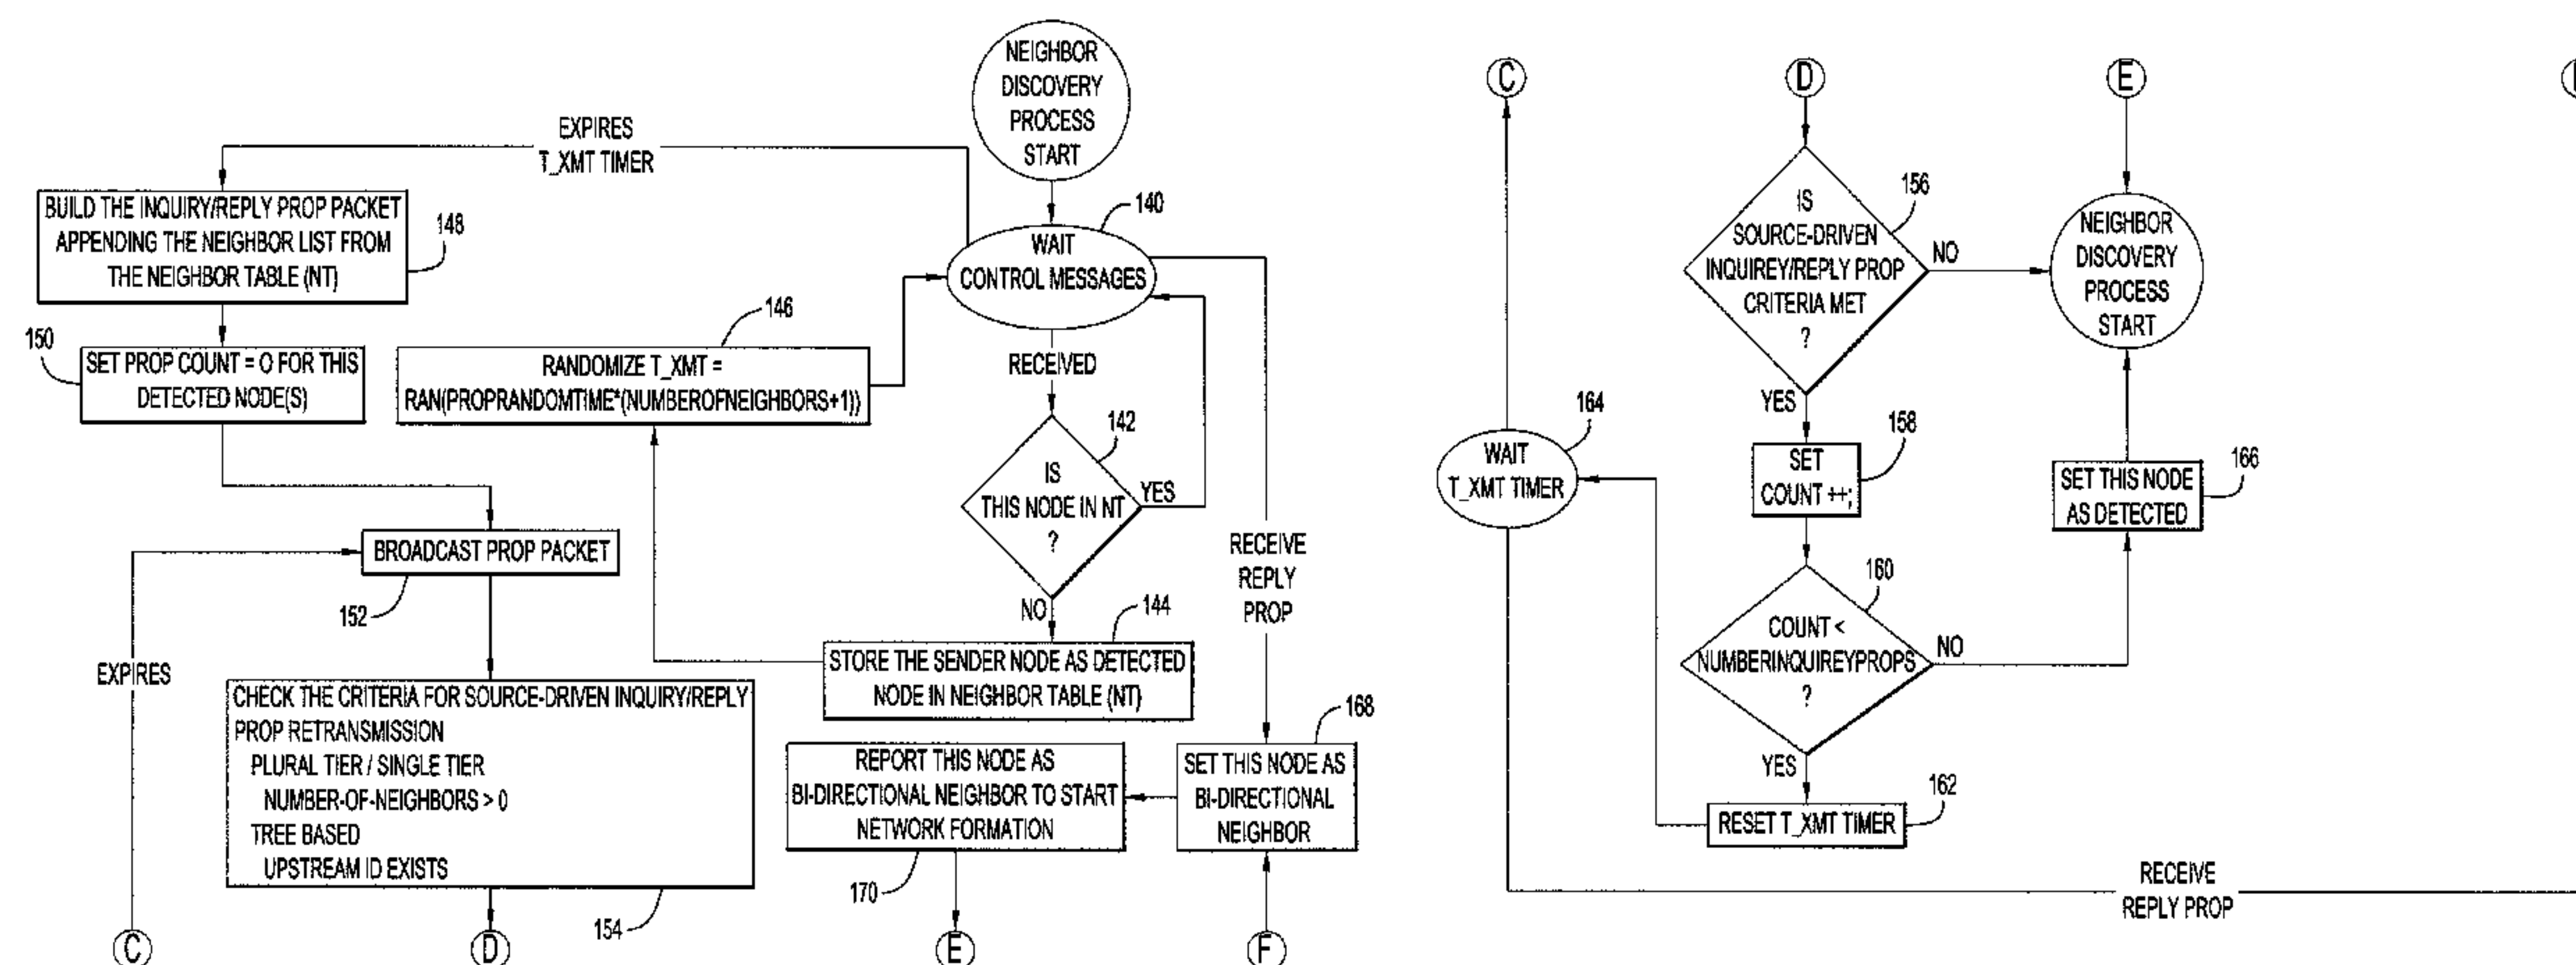 NEIGHBOR
DISCOVERY
PROCESS
START
EXPIRES
T_XMT TIMER
140
WAIT
CONTROL MESSAGES
BUILD THE INQUIRY/REPLY PROP PACKET
APPENDING THE NEIGHBOR LIST FROM
THE NEIGHBOR TABLE (NT)
148
150
SET PROP COUNT = O FOR THIS
DETECTED NODE(S)
146
RANDOMIZE T_XMT =
RAN(PROPRANDOMTIME*(NUMBEROFNEIGHBORS+1))
RECEIVED
142
IS
THIS NODE IN NT
?
YES
NO
RECEIVE
REPLY
PROP
BROADCAST PROP PACKET
152
EXPIRES
144
STORE THE SENDER NODE AS DETECTED
NODE IN NEIGHBOR TABLE (NT)
CHECK THE CRITERIA FOR SOURCE-DRIVEN INQUIRY/REPLY
PROP RETRANSMISSION
PLURAL TIER / SINGLE TIER
NUMBER-OF-NEIGHBORS > 0
TREE BASED
UPSTREAM ID EXISTS
154
168
SET THIS NODE AS
BI-DIRECTIONAL
NEIGHBOR
REPORT THIS NODE AS
BI-DIRECTIONAL NEIGHBOR TO START
NETWORK FORMATION
170
C
D
E
F
C
D
E
156
IS
SOURCE-DRIVEN
INQUIREY/REPLY PROP
CRITERIA MET
?
NO
YES
NEIGHBOR
DISCOVERY
PROCESS
START
164
WAIT
T_XMT TIMER
158
SET
COUNT ++;
166
SET THIS NODE
AS DETECTED
160
COUNT <
NUMBERINQUIREYPROPS
?
NO
YES
162
RESET T_XMT TIMER
RECEIVE
REPLY PROP